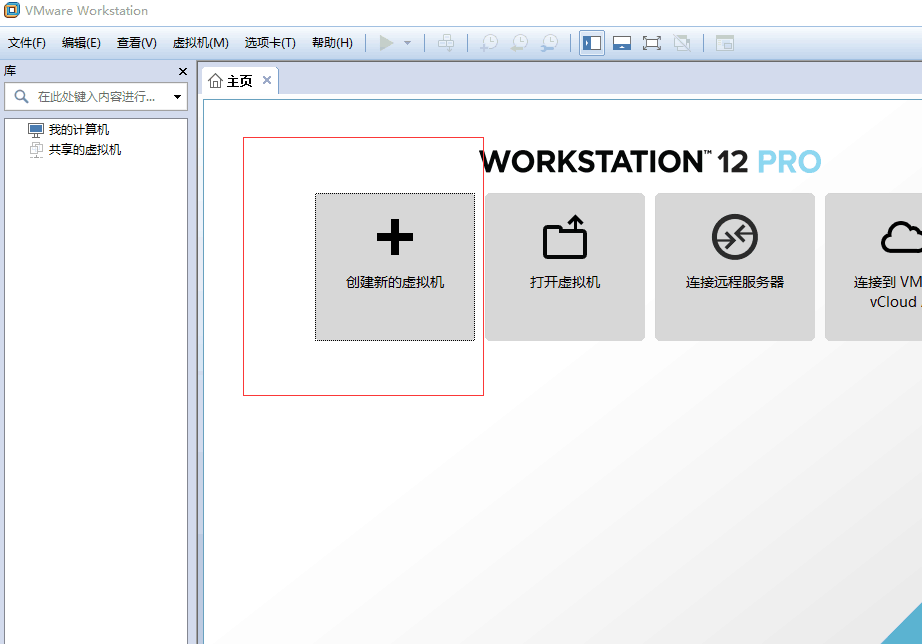 VMware Workstation
文件(F) 编辑(E) 查看(V) 虚拟机(M) 选项卡(T) 帮助(H)
库
在此处键入内容进行...
我的计算机
共享的虚拟机
主页
WORKSTATION™ 12 PRO
创建新的虚拟机
打开虚拟机
连接远程服务器
连接到 VM
vCloud